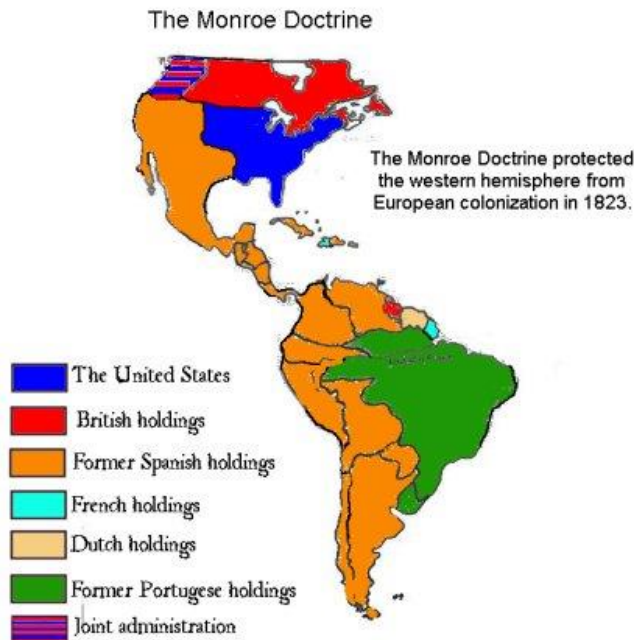 The Monroe Doctrine
The Monroe Doctrine protected
the western hemisphere from
European colonization in 1823.
The United States
British holdings
Former Spanish holdings
French holdings
Dutch holdings
Former Portugese holdings
Joint administration